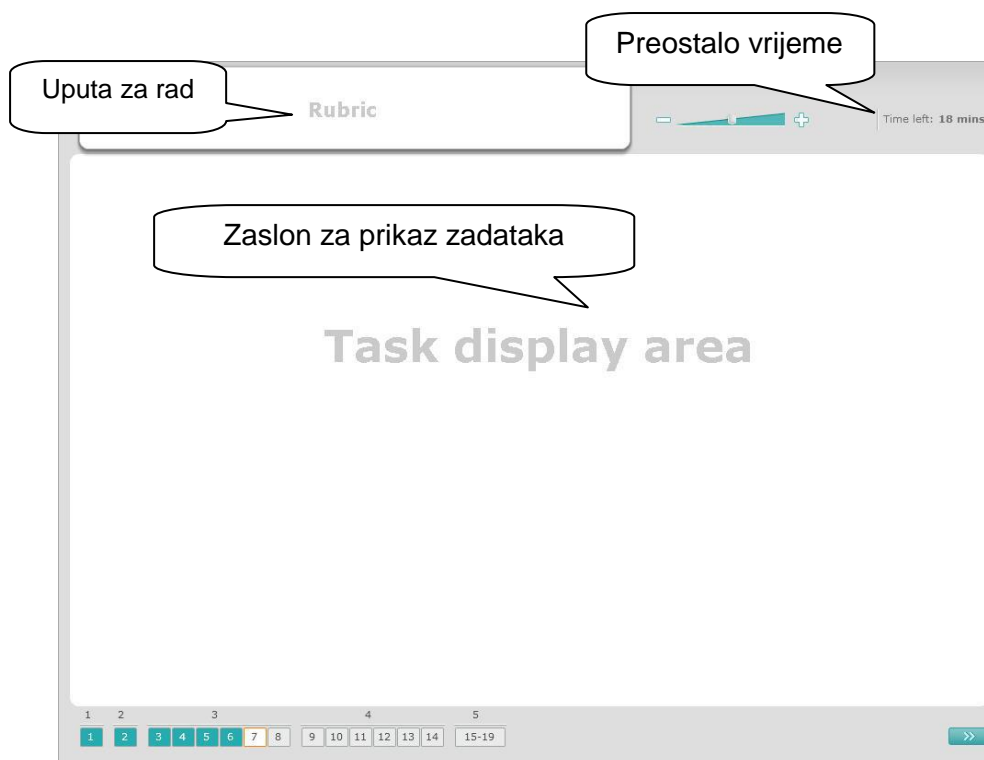 Preostalo vrijeme
Uputa za rad
Rubric
Time left: 18 mins
Zaslon za prikaz zadataka
Task display area
1 2 3 4 5
1 2 3 4 5 6 7 8 9 10 11 12 13 14 15-19